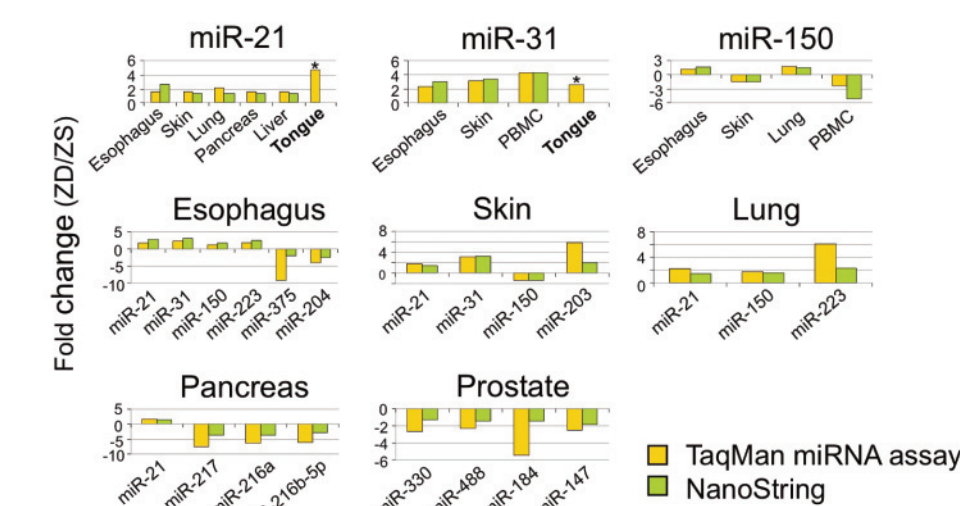 miR-21
miR-31
miR-150
6
4
2
0
Esophagus
Skin
Lung
Pancreas
Liver
Tongue
*
6
4
2
0
Esophagus
Skin
PBMC
Tongue
*
3
0
-3
-6
Esophagus
Skin
Lung
PBMC
Fold change (ZD/ZS)
Esophagus
Skin
Lung
5
0
-5
-10
miR-21
miR-31
miR-150
miR-223
miR-375
miR-204
8
4
0
miR-21
miR-31
miR-150
miR-203
8
4
0
miR-21
miR-150
miR-223
Pancreas
Prostate
5
0
-5
-10
miR-21
miR-217
miR-216a
216b-5p
0
-2
-4
-6
miR-330
miR-488
miR-184
miR-147
TaqMan miRNA assay
NanoString